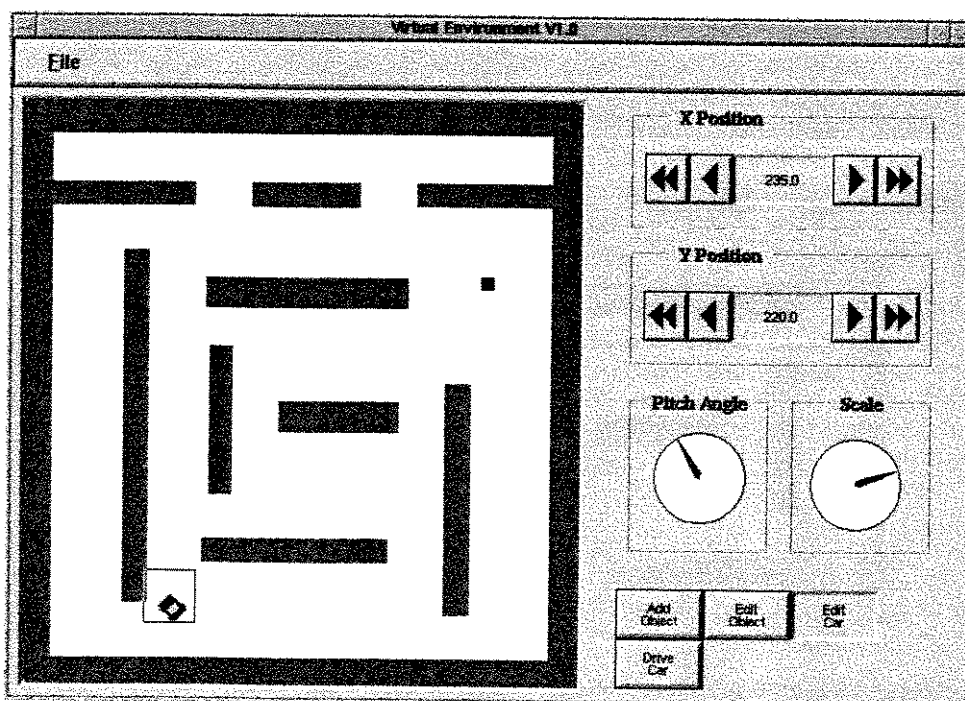 Virtual Environment V1.0
File
X Position
235.0
Y Position
220.0
Pitch Angle
Scale
Add Object
Edit Object
Edit Car
Drive Car